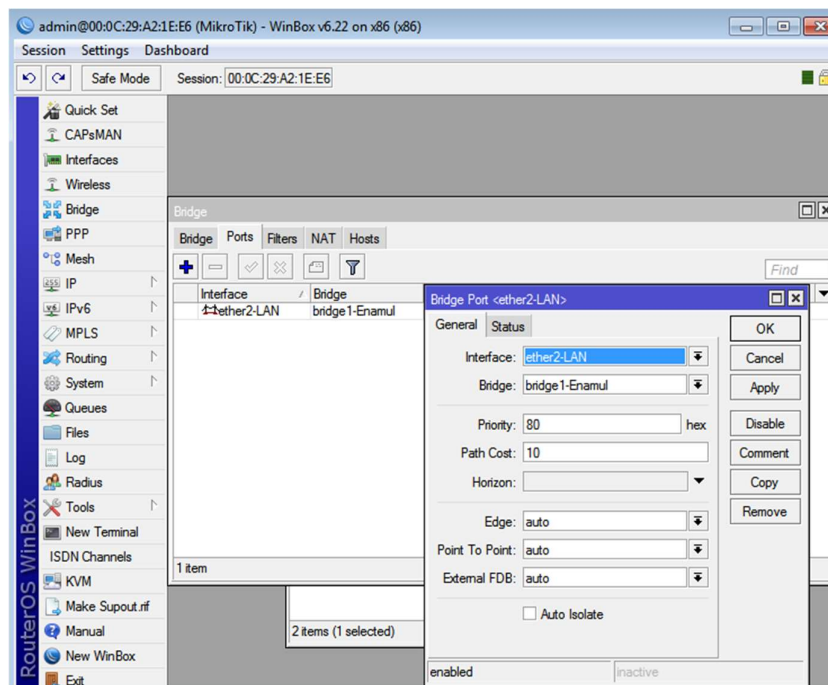 admin@00:0C:29:A2:1E:E6 (MikroTik) - WinBox v6.22 on x86 (x86)
Session Settings Dashboard
Safe Mode Session: 00:0C:29:A2:1E:E6
Quick Set
CAPsMAN
Interfaces
Wireless
Bridge
PPP
Mesh
IP
IPv6
MPLS
Routing
System
Queues
Files
Log
Radius
Tools
New Terminal
ISDN Channels
KVM
Make Supout.rif
Manual
New WinBox
Exit
RouterOS WinBox
Bridge
Bridge Ports Filters NAT Hosts
Find
Interface / Bridge
ether2-LAN bridge1-Enamul
1 item
2 items (1 selected)
Bridge Port <ether2-LAN>
General Status
Interface: ether2-LAN
Bridge: bridge1-Enamul
Priority: 80 hex
Path Cost: 10
Horizon:
Edge: auto
Point To Point: auto
External FDB: auto
Auto Isolate
OK
Cancel
Apply
Disable
Comment
Copy
Remove
enabled inactive